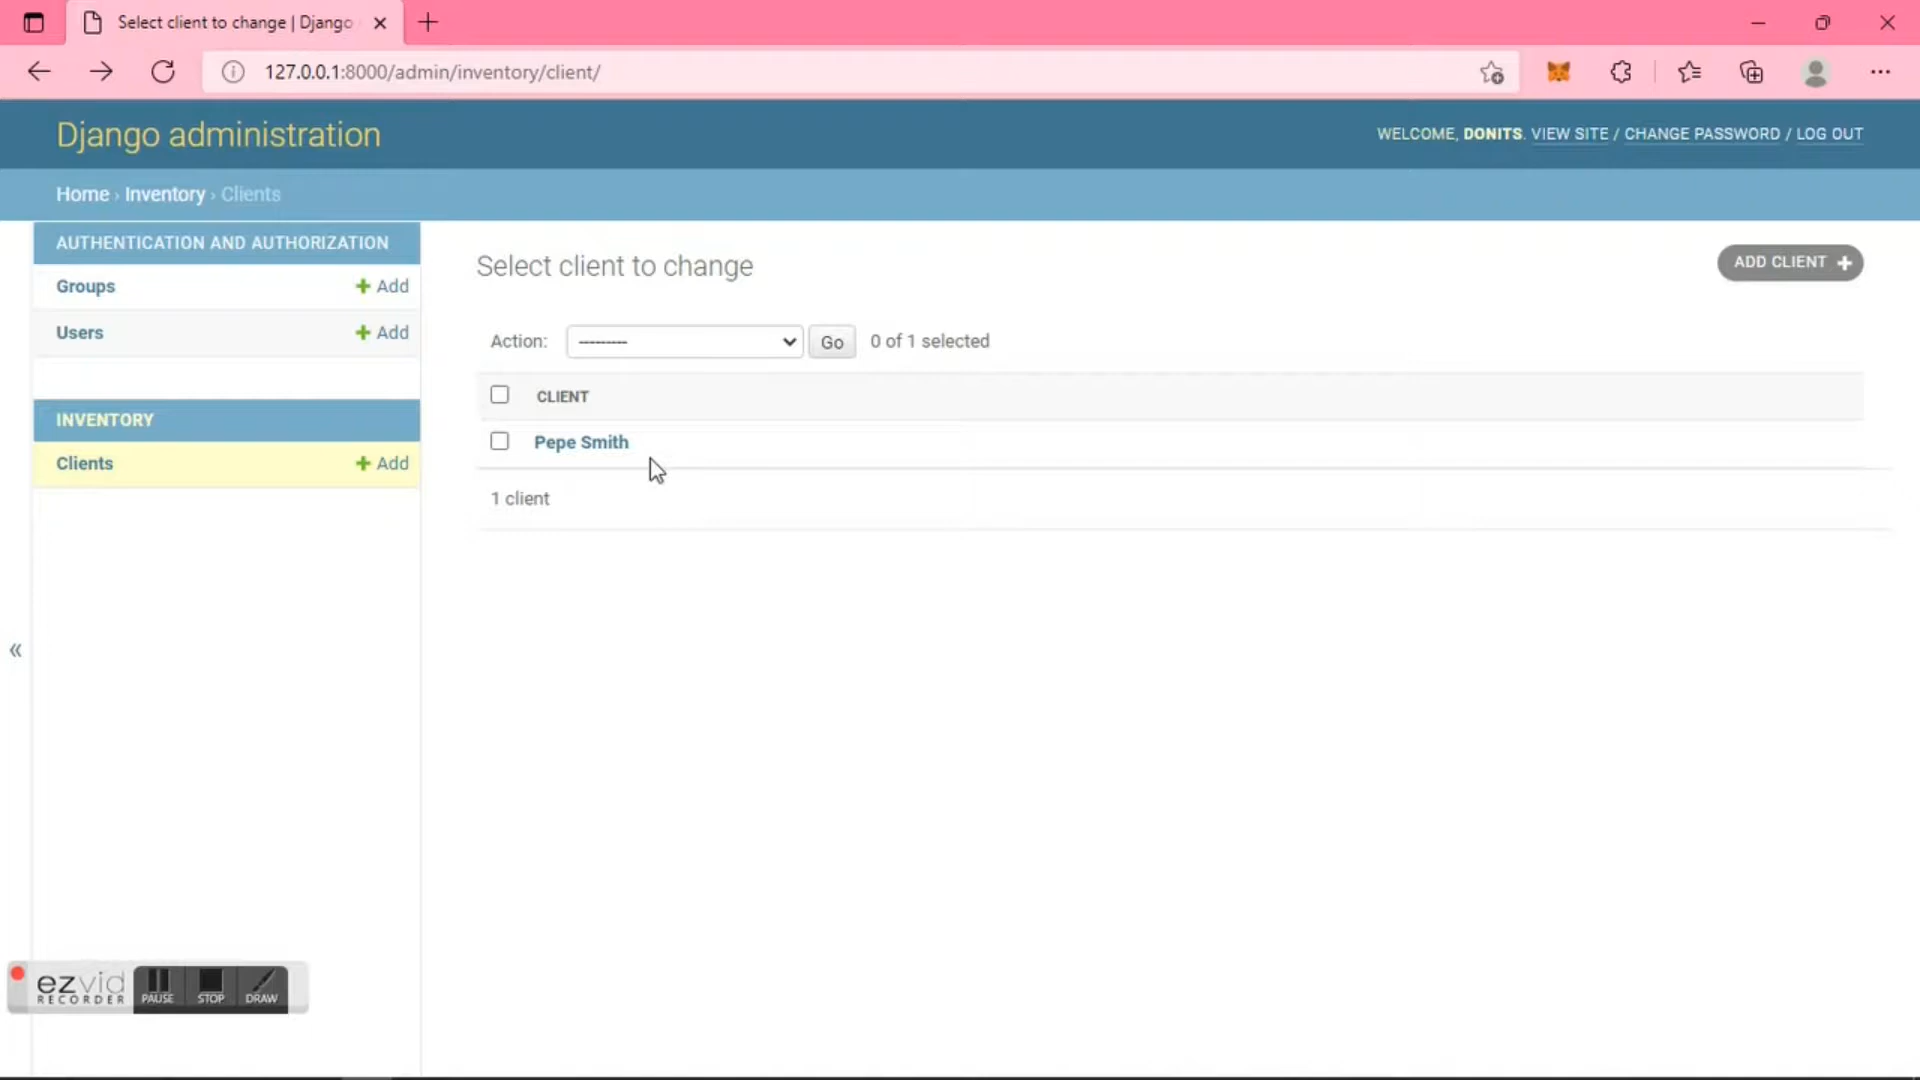 Select client to change | Django
127.0.0.1:8000/admin/inventory/client/
Django administration
WELCOME, DONITS. VIEW SITE / CHANGE PASSWORD / LOG OUT
Home › Inventory › Clients
AUTHENTICATION AND AUTHORIZATION
Groups + Add
Users + Add
INVENTORY
Clients + Add
«
Select client to change
ADD CLIENT +
Action: --------- Go 0 of 1 selected
CLIENT
Pepe Smith
1 client
ezvid
RECORDER
PAUSE STOP DRAW